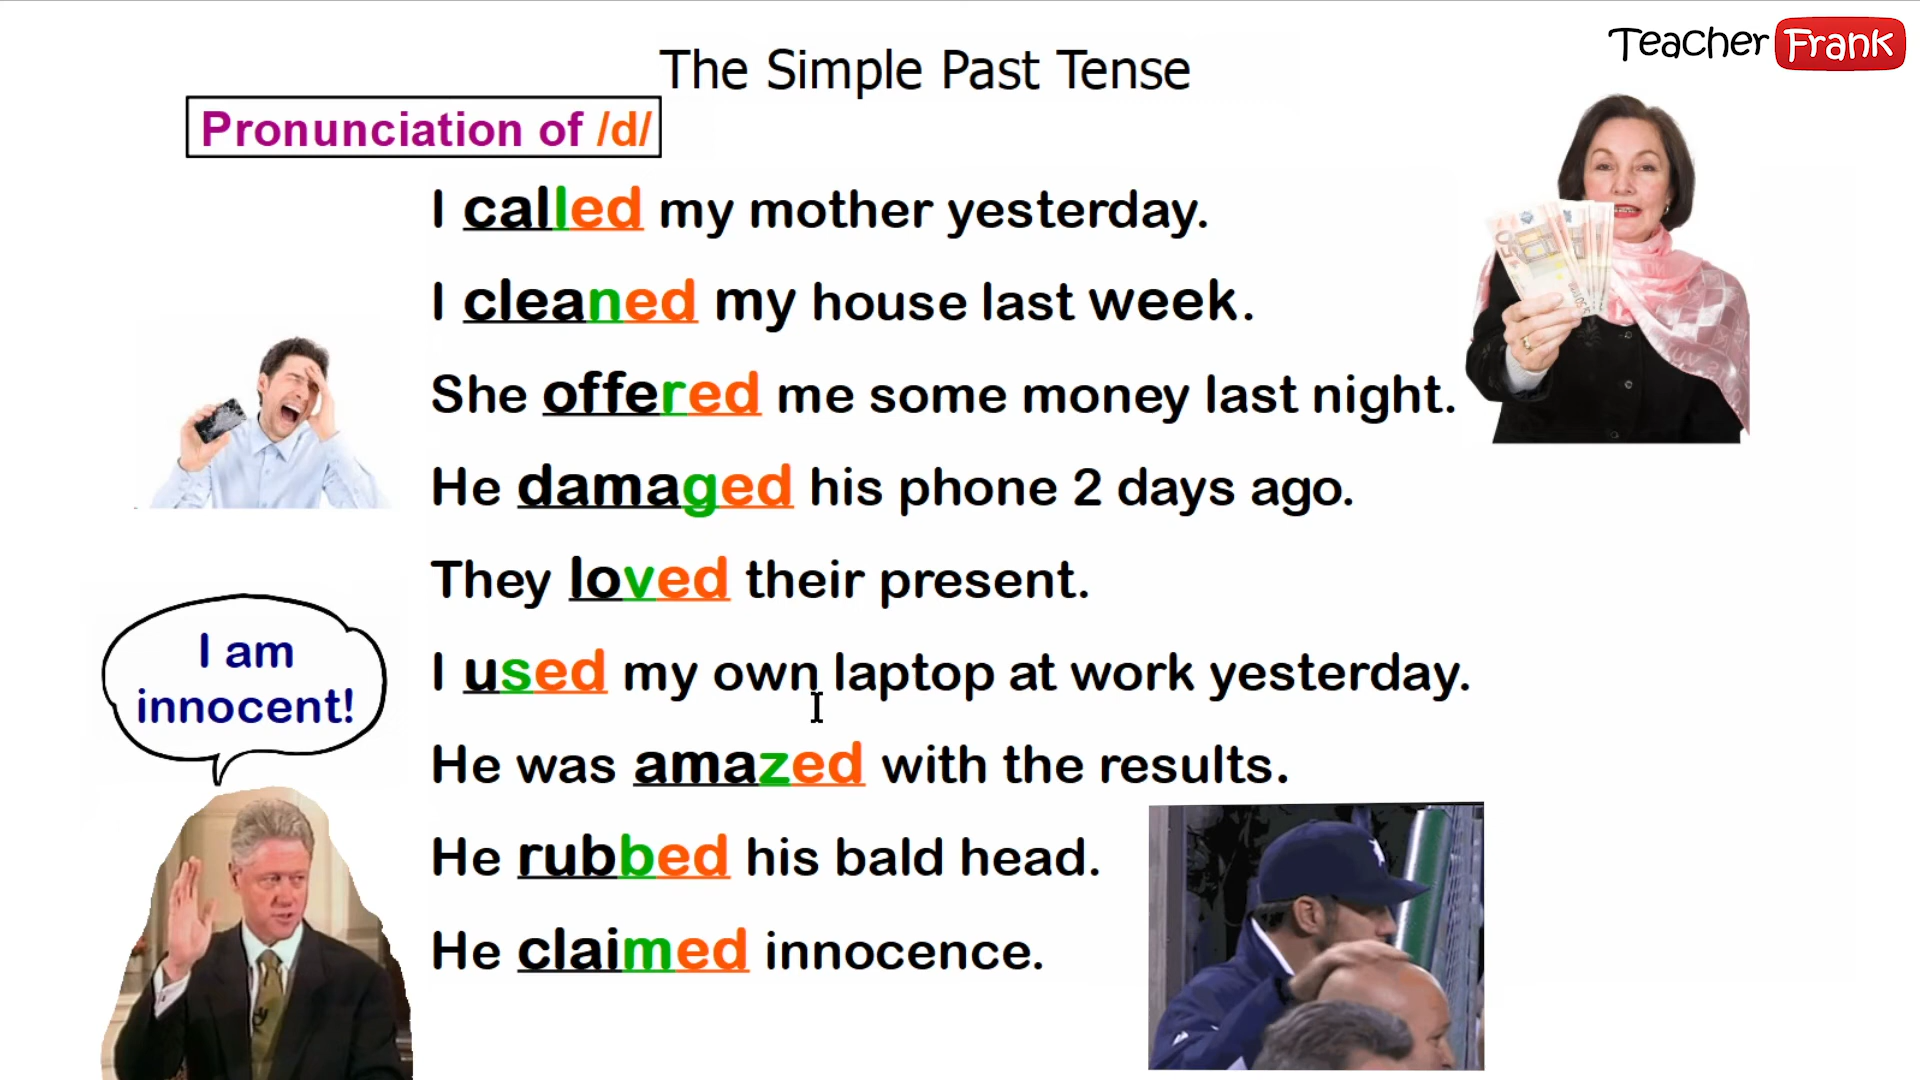 Teacher Frank
The Simple Past Tense
Pronunciation of /d/
I called my mother yesterday.
I cleaned my house last week.
She offered me some money last night.
He damaged his phone 2 days ago.
They loved their present.
I am
innocent!
I used my own laptop at work yesterday.
He was amazed with the results.
He rubbed his bald head.
He claimed innocence.